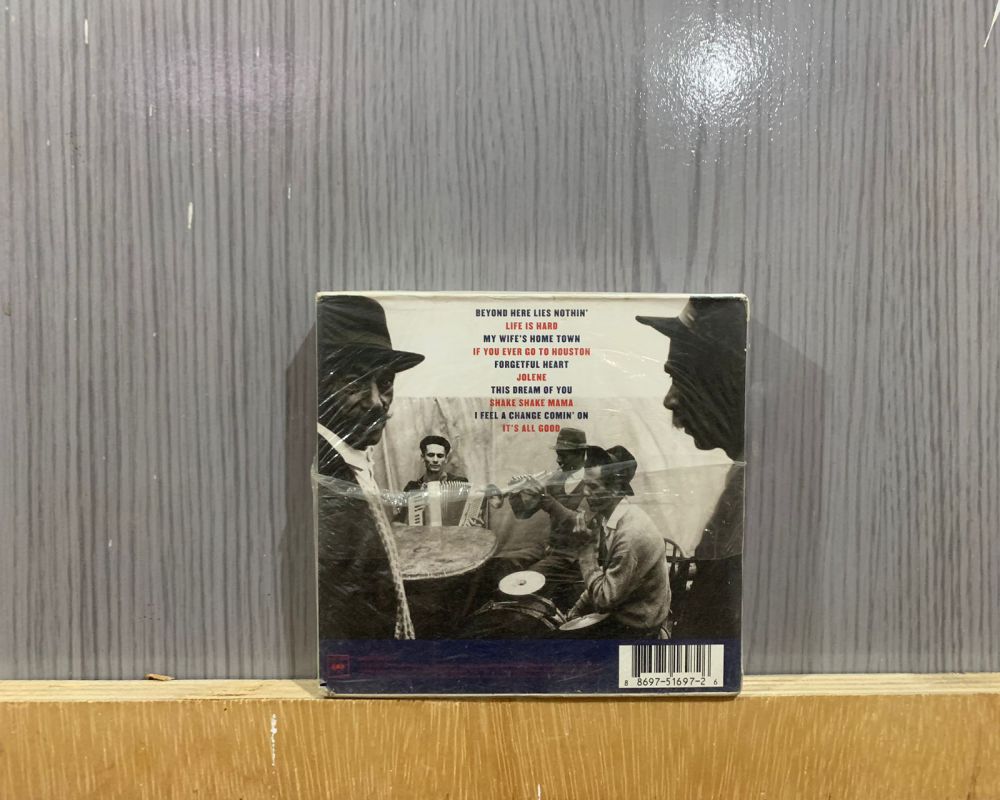 BEYOND HERE LIES NOTHIN'
LIFE IS HARD
MY WIFE'S HOME TOWN
IF YOU EVER GO TO HOUSTON
FORGETFUL HEART
JOLENE
THIS DREAM OF YOU
SHAKE SHAKE MAMA
I FEEL A CHANGE COMIN' ON
IT'S ALL GOOD
8 8697-51697-2 6